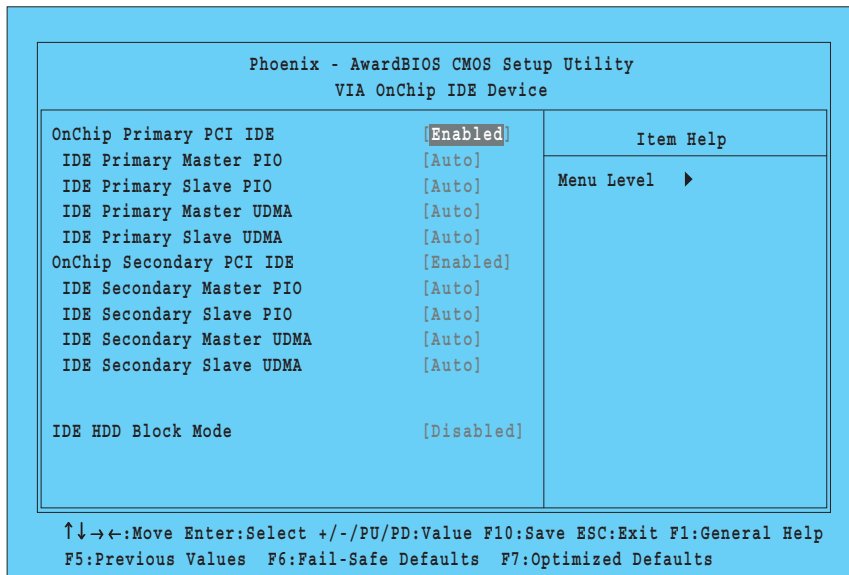 Phoenix - AwardBIOS CMOS Setup Utility
VIA OnChip IDE Device
OnChip Primary PCI IDE [Enabled]
IDE Primary Master PIO [Auto]
IDE Primary Slave PIO [Auto]
IDE Primary Master UDMA [Auto]
IDE Primary Slave UDMA [Auto]
OnChip Secondary PCI IDE [Enabled]
IDE Secondary Master PIO [Auto]
IDE Secondary Slave PIO [Auto]
IDE Secondary Master UDMA [Auto]
IDE Secondary Slave UDMA [Auto]
IDE HDD Block Mode [Disabled]
Item Help
Menu Level ▶
↑↓→←:Move Enter:Select +/-/PU/PD:Value F10:Save ESC:Exit F1:General Help
F5:Previous Values F6:Fail-Safe Defaults F7:Optimized Defaults